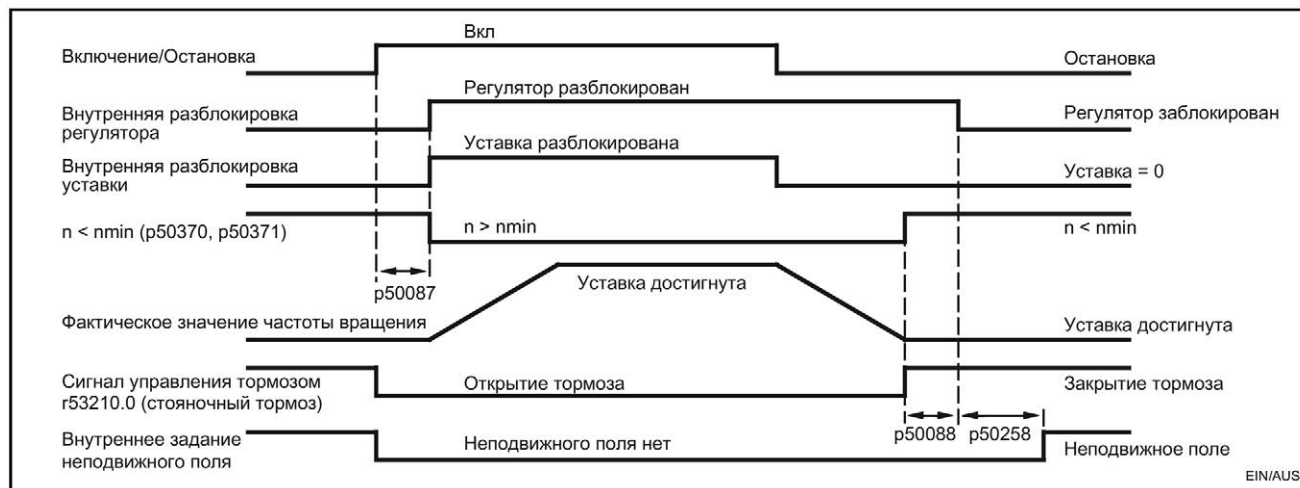 Вкл
Включение/Остановка
Остановка
Регулятор разблокирован
Внутренняя разблокировка
регулятора
Регулятор заблокирован
Уставка разблокирована
Внутренняя разблокировка
уставки
Уставка = 0
n < nmin (p50370, p50371)
n > nmin
n < nmin
p50087
Уставка достигнута
Фактическое значение частоты вращения
Уставка достигнута
Сигнал управления тормозом
r53210.0 (стояночный тормоз)
Открытие тормоза
Закрытие тормоза
p50088
p50258
Внутреннее задание
неподвижного поля
Неподвижного поля нет
Неподвижное поле
EIN/AUS